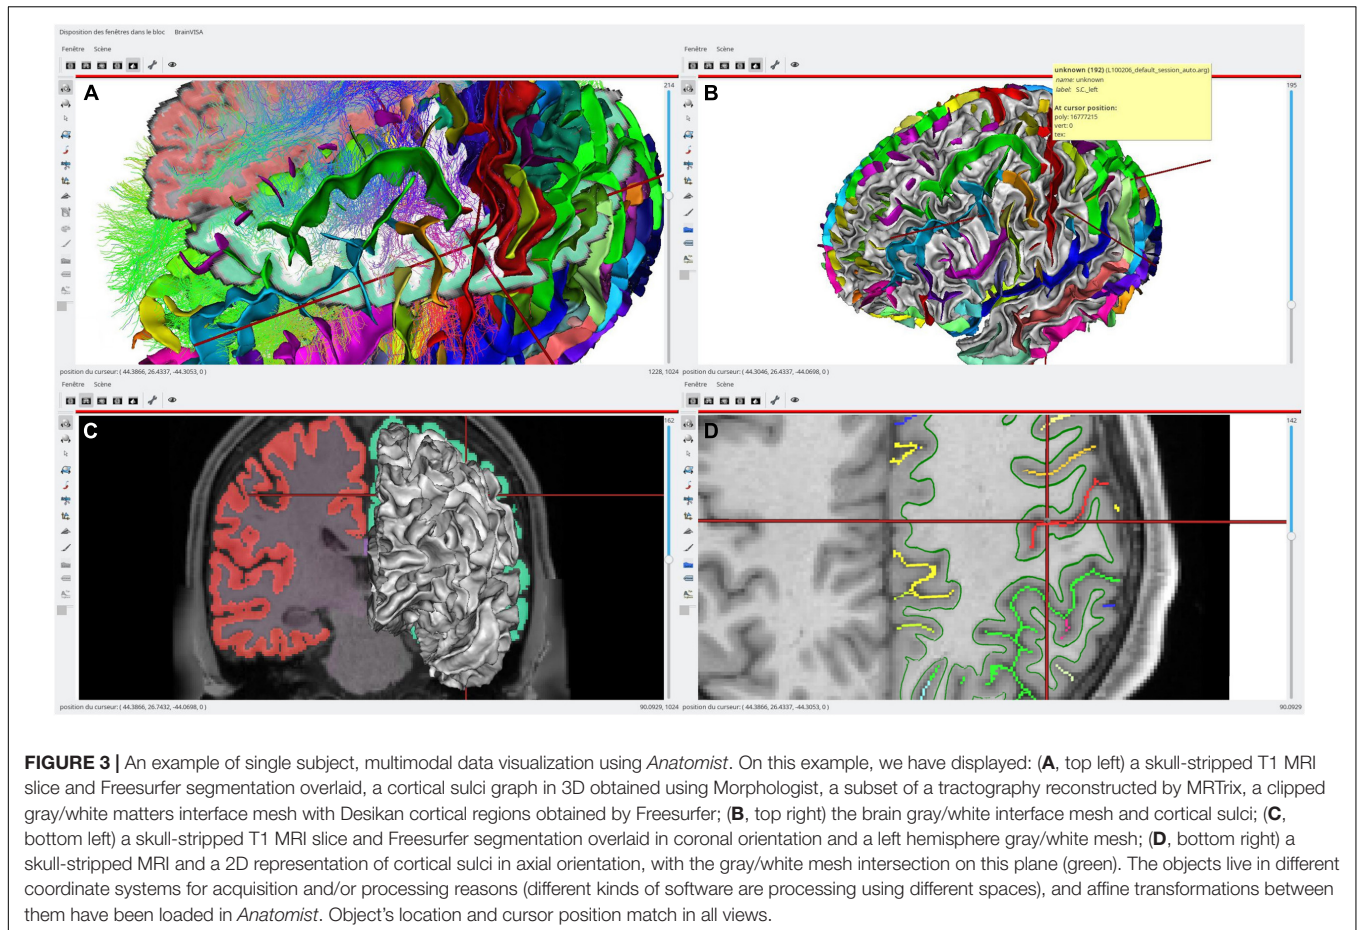 Disposition des fenêtres dans le bloc BrainVISA
Fenêtre Scène
Fenêtre Scène
214
A
B
unknown (192) (L100206_default_session_auto.arg)
name: unknown
label: S.C._left
At cursor position:
poly: 16777215
vert: 0
tex:
195
position du curseur: ( 44.3866, 26.4337, -44.3053, 0 )
1228, 1024
position du curseur: ( 44.3046, 26.4337, -44.0698, 0 )
Fenêtre Scène
Fenêtre Scène
162
C
D
142
position du curseur: ( 44.3866, 26.7432, -44.0698, 0 )
90.0929, 1024
position du curseur: ( 44.3866, 26.4337, -44.3053, 0 )
90.0929
FIGURE 3 | An example of single subject, multimodal data visualization using Anatomist. On this example, we have displayed: (A, top left) a skull-stripped T1 MRI
slice and Freesurfer segmentation overlaid, a cortical sulci graph in 3D obtained using Morphologist, a subset of a tractography reconstructed by MRTrix, a clipped
gray/white matters interface mesh with Desikan cortical regions obtained by Freesurfer; (B, top right) the brain gray/white interface mesh and cortical sulci; (C,
bottom left) a skull-stripped T1 MRI slice and Freesurfer segmentation overlaid in coronal orientation and a left hemisphere gray/white mesh; (D, bottom right) a
skull-stripped MRI and a 2D representation of cortical sulci in axial orientation, with the gray/white mesh intersection on this plane (green). The objects live in different
coordinate systems for acquisition and/or processing reasons (different kinds of software are processing using different spaces), and affine transformations between
them have been loaded in Anatomist. Object's location and cursor position match in all views.